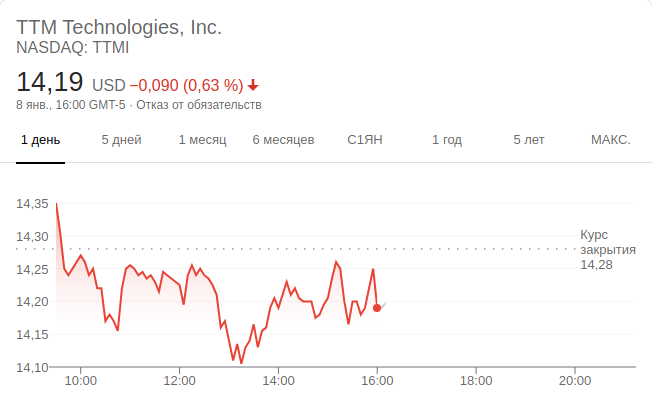 TTM Technologies, Inc.
NASDAQ: TTMI
14,19 USD −0,090 (0,63 %)
8 янв., 16:00 GMT-5 · Отказ от обязательств
1 день 5 дней 1 месяц 6 месяцев С1ЯН 1 год 5 лет МАКС.
14,35
14,30
14,25
14,20
14,15
14,10
Курс
закрытия
14,28
10:00 12:00 14:00 16:00 18:00 20:00